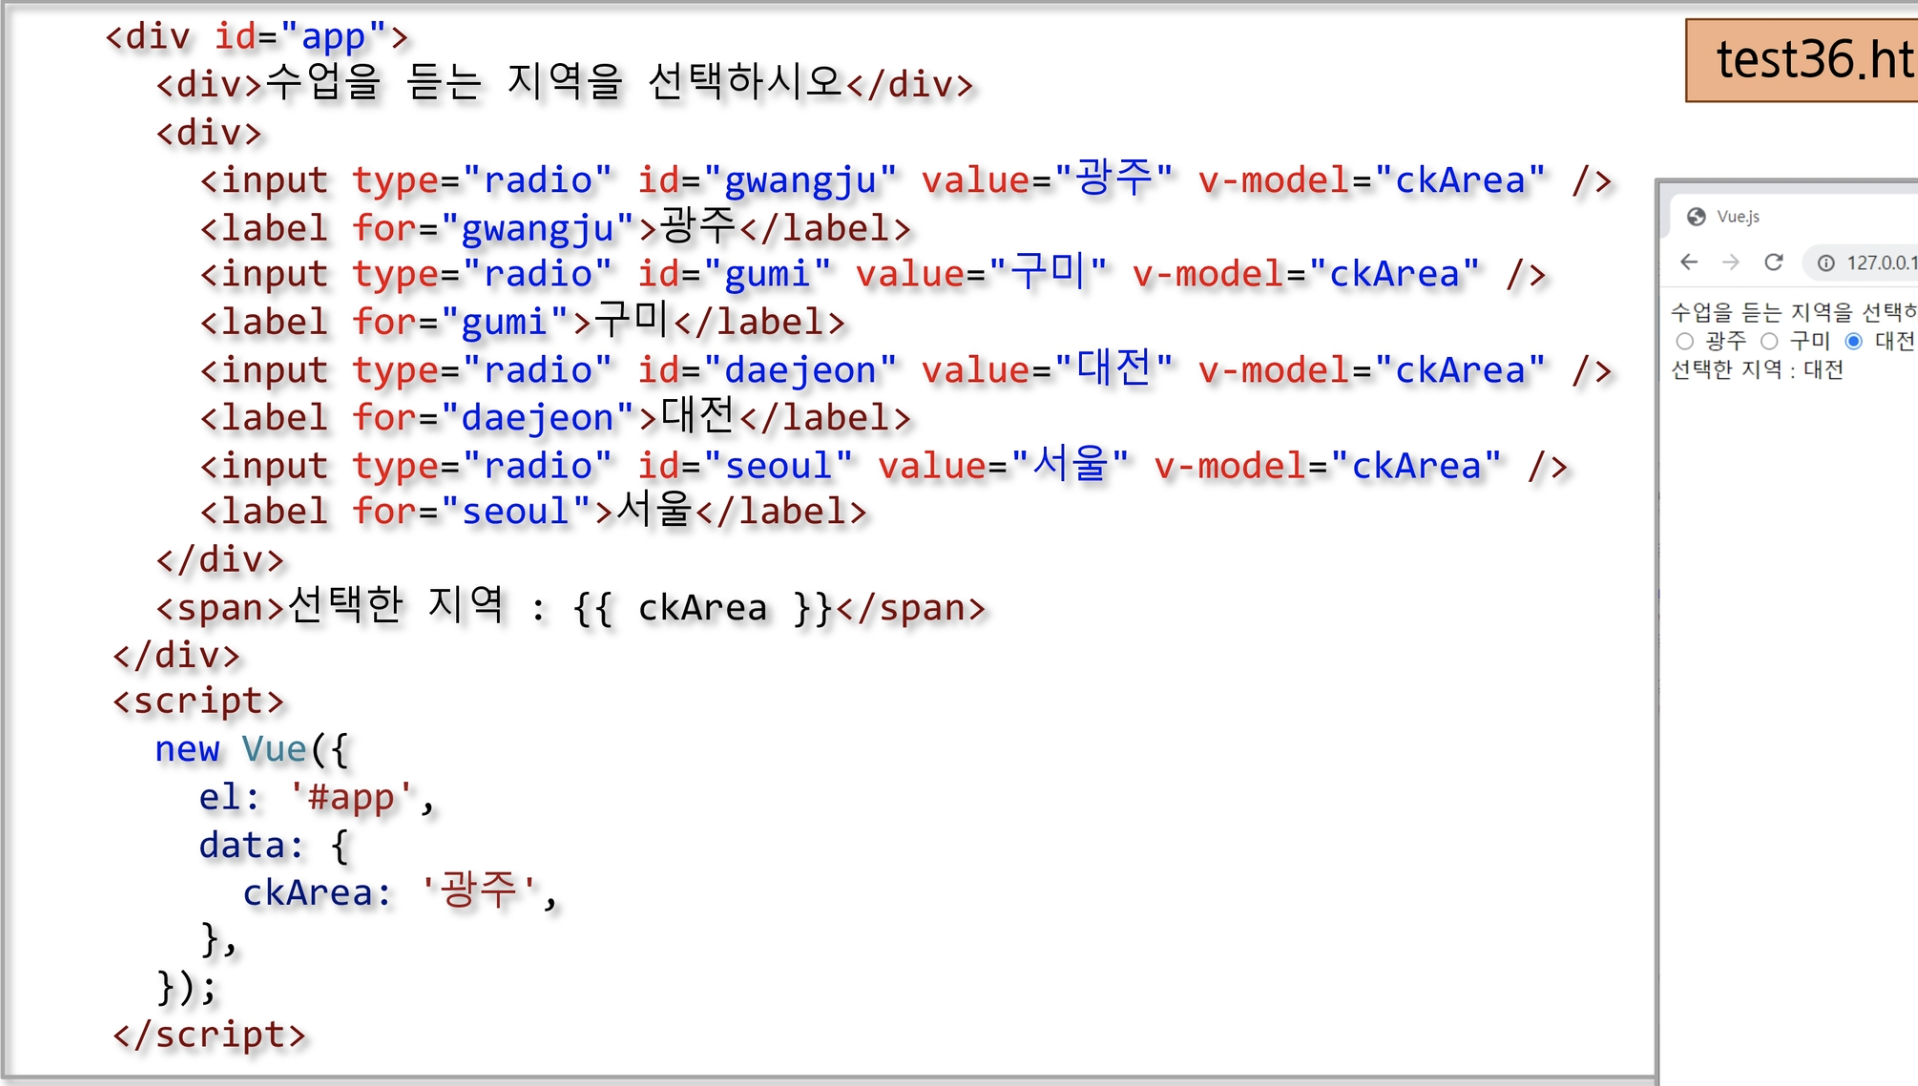 <div id="app">
<div>수업을 듣는 지역을 선택하시오</div>
<div>
<input type="radio" id="gwangju" value="광주" v-model="ckArea" />
<label for="gwangju">광주</label>
<input type="radio" id="gumi" value="구미" v-model="ckArea" />
<label for="gumi">구미</label>
<input type="radio" id="daejeon" value="대전" v-model="ckArea" />
<label for="daejeon">대전</label>
<input type="radio" id="seoul" value="서울" v-model="ckArea" />
<label for="seoul">서울</label>
</div>
<span>선택한 지역 : {{ ckArea }}</span>
</div>
<script>
new Vue({
el: '#app',
data: {
ckArea: '광주',
},
});
</script>
test36.ht
Vue.js
127.0.0.1
수업을 듣는 지역을 선택
광주 구미 대전
선택한 지역 : 대전